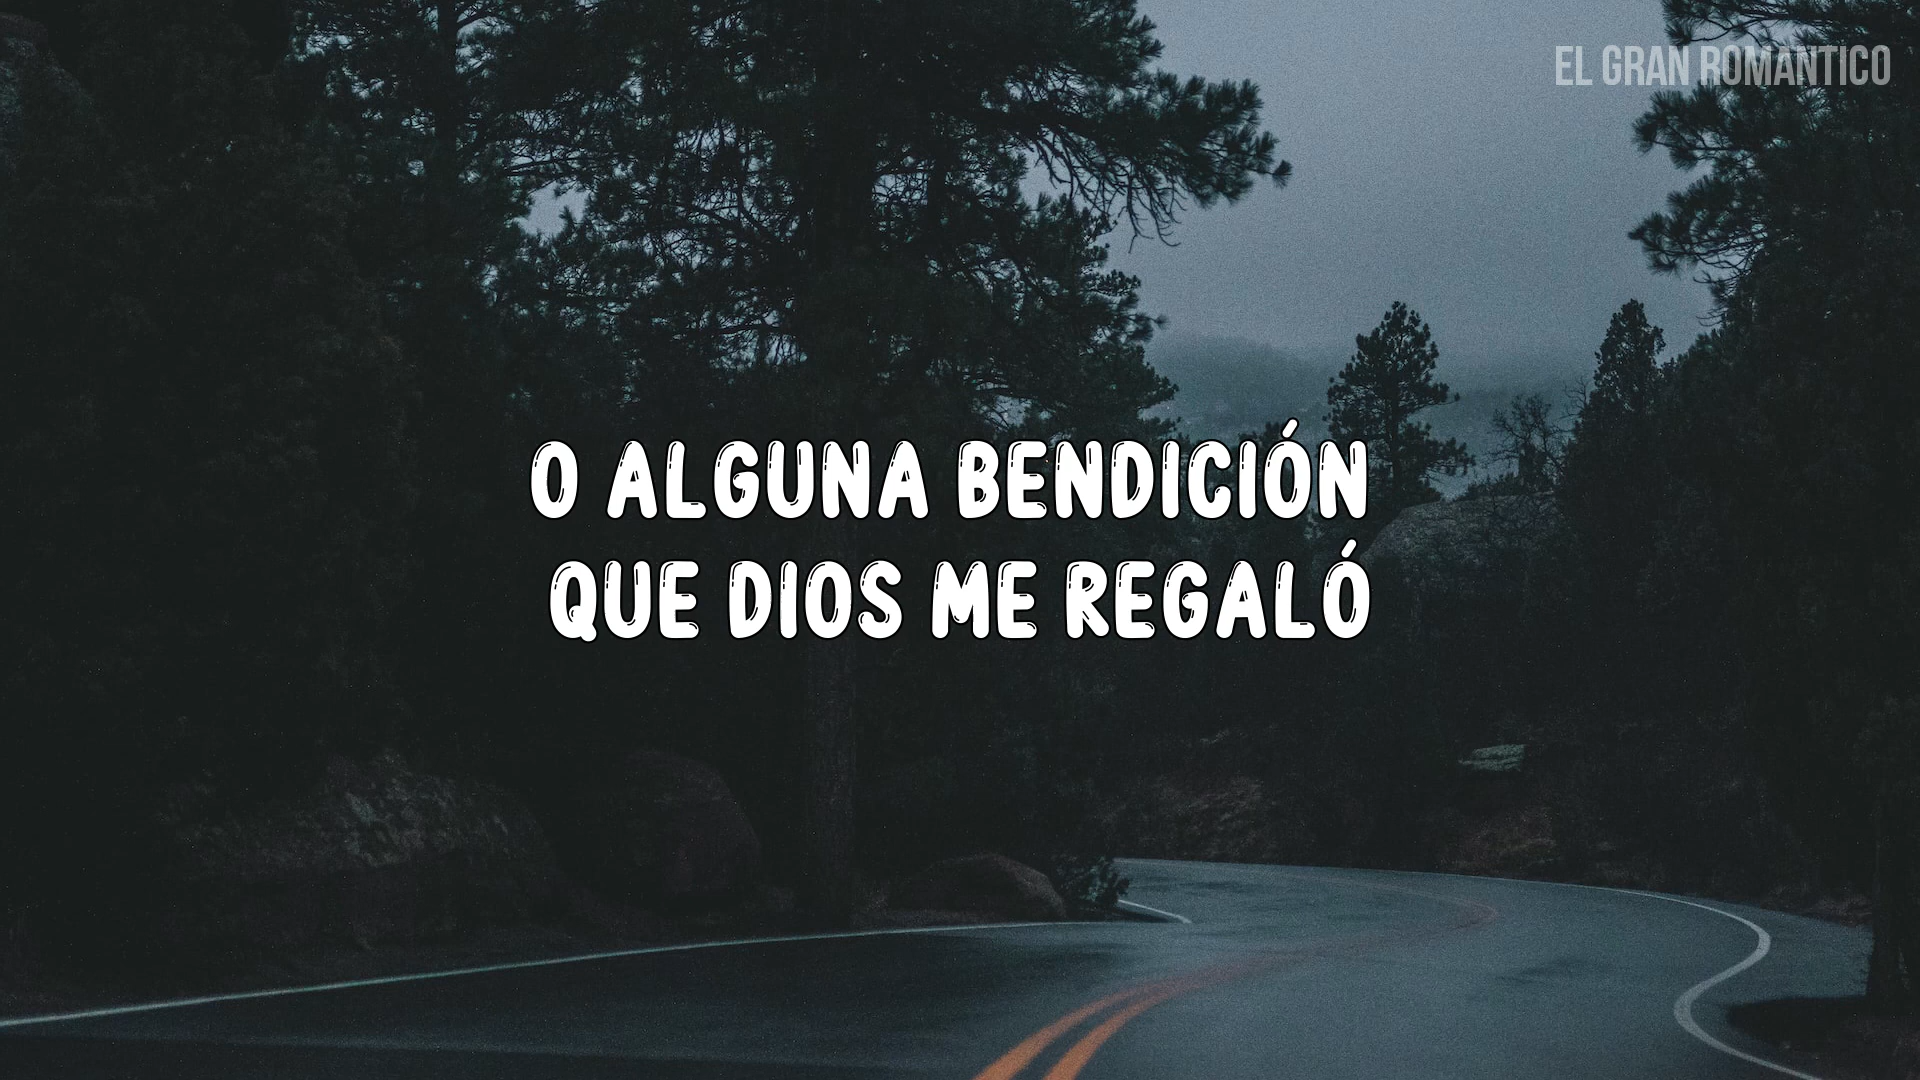 EL GRAN ROMANTICO
O ALGUNA BENDICIÓN
QUE DIOS ME REGALÓ